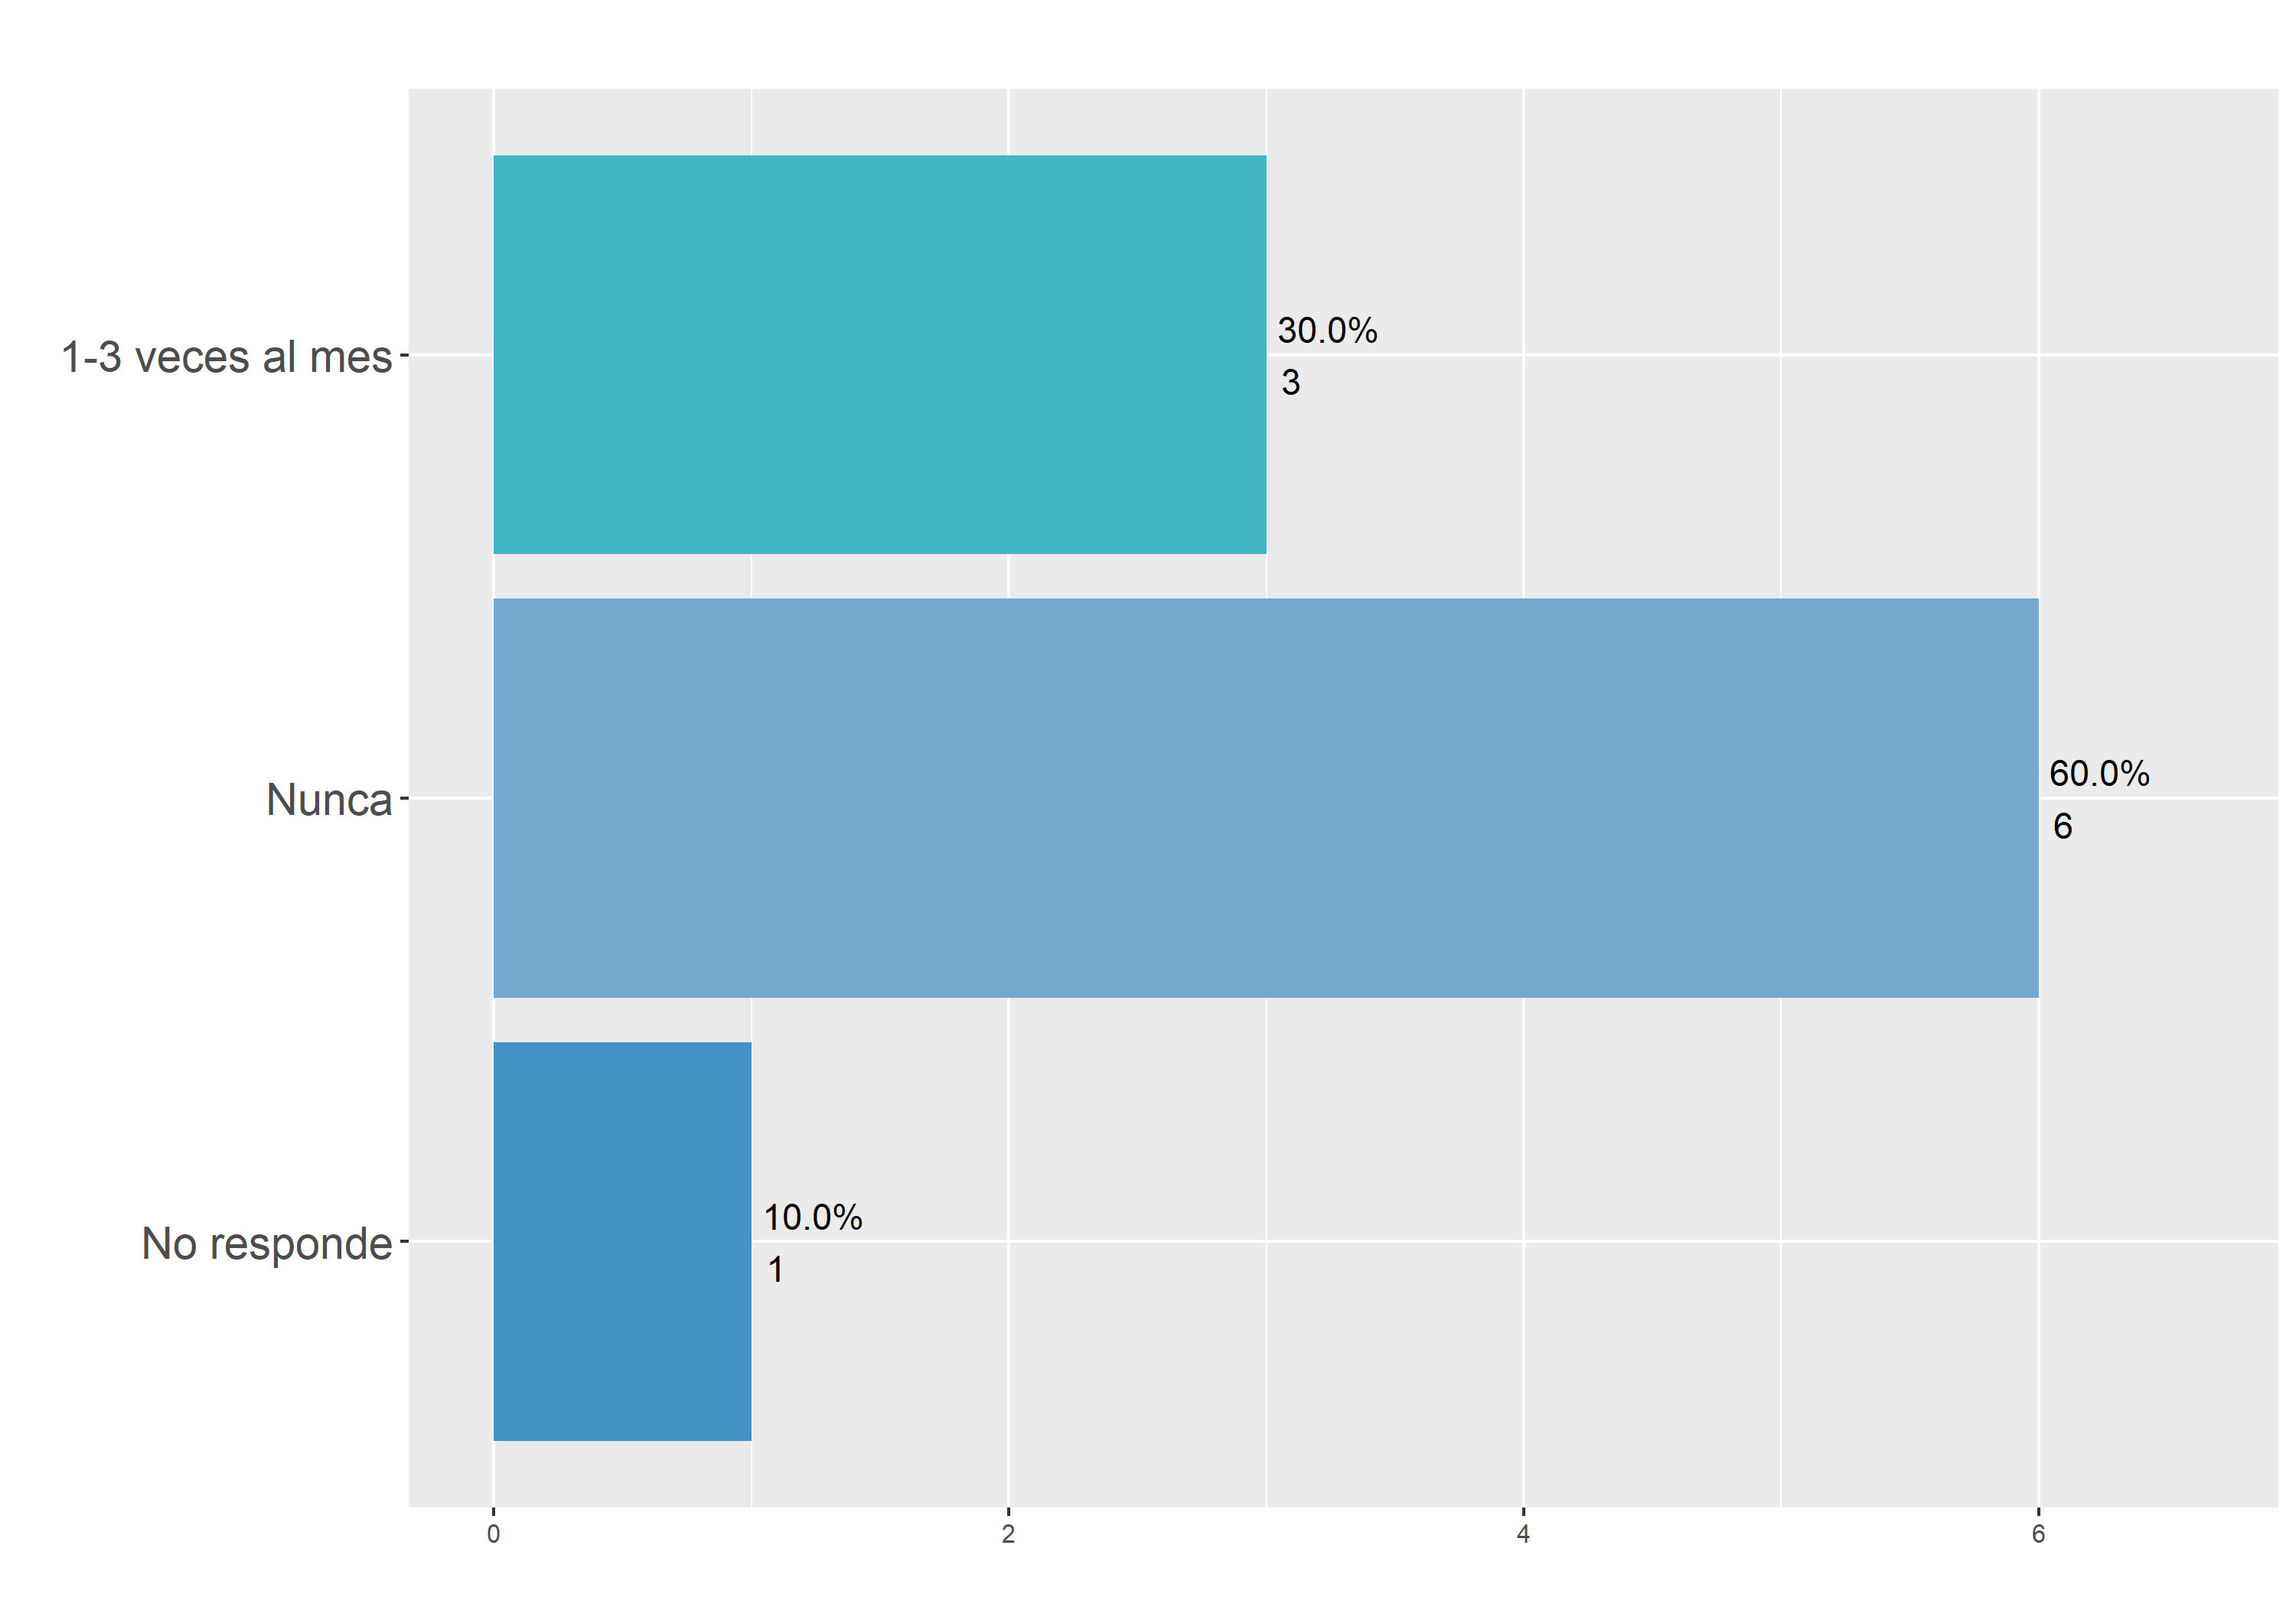 1-3 veces al mes
30.0%
3
Nunca
60.0%
6
No responde
10.0%
1
0 2 4 6